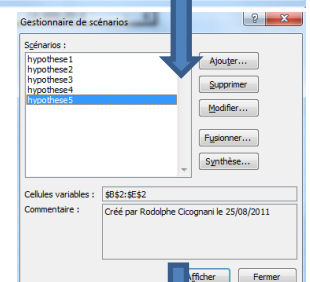 Gestionnaire de scénarios
Scénarios :
hypothese1
hypothese2
hypothese3
hypothese4
hypothese5
Ajouter...
Supprimer
Modifier...
Fusionner...
Synthèse...
Cellules variables : $B$2:$E$2
Commentaire : Créé par Rodolphe Cicognani le 25/08/2011
Afficher Fermer